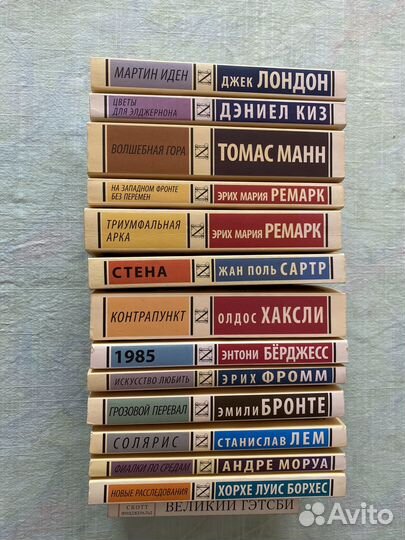 МАРТИН ИДЕН ДЖЕК ЛОНДОН
ЦВЕТЫ
ДЛЯ ЭЛДЖЕРНОНА ДЭНИЕЛ КИЗ
ВОЛШЕБНАЯ ГОРА ТОМАС МАНН
НА ЗАПАДНОМ ФРОНТЕ
БЕЗ ПЕРЕМЕН ЭРИХ МАРИЯ РЕМАРК
ТРИУМФАЛЬНАЯ
АРКА ЭРИХ МАРИЯ РЕМАРК
СТЕНА ЖАН ПОЛЬ САРТР
КОНТРАПУНКТ ОЛДОС ХАКСЛИ
1985 ЭНТОНИ БЁРДЖЕСС
ИСКУССТВО ЛЮБИТЬ ЭРИХ ФРОММ
ГРОЗОВОЙ ПЕРЕВАЛ ЭМИЛИ БРОНТЕ
СОЛЯРИС СТАНИСЛАВ ЛЕМ
ФИАЛКИ ПО СРЕДАМ АНДРЕ МОРУА
НОВЫЕ РАССЛЕДОВАНИЯ ХОРХЕ ЛУИС БОРХЕС
СКОТТ
ФИЦДЖЕРАЛЬД ВЕЛИКИЙ ГЭТСБИ
Avito